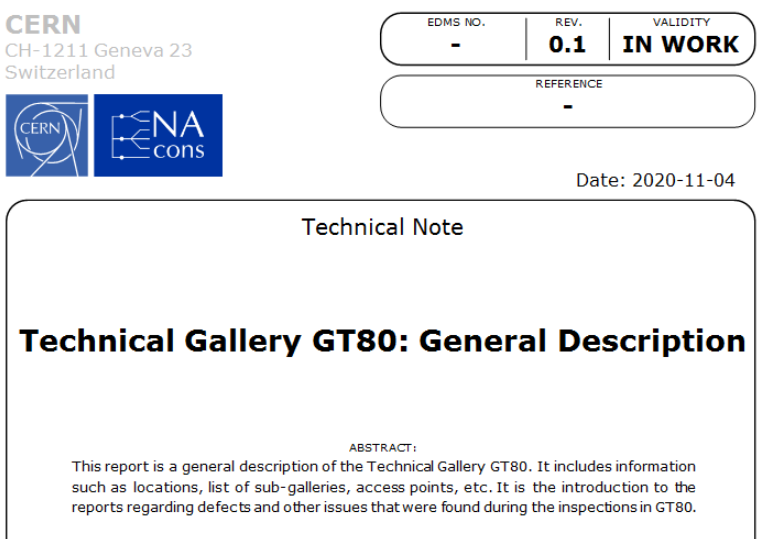 CERN
CH-1211 Geneva 23
Switzerland
EDMS NO.
-
REV.
0.1
VALIDITY
IN WORK
REFERENCE
-
CERN
ENA
cons
Date: 2020-11-04
Technical Note
Technical Gallery GT80: General Description
ABSTRACT:
This report is a general description of the Technical Gallery GT80. It includes information
such as locations, list of sub-galleries, access points, etc. It is the introduction to the
reports regarding defects and other issues that were found during the inspections in GT80.